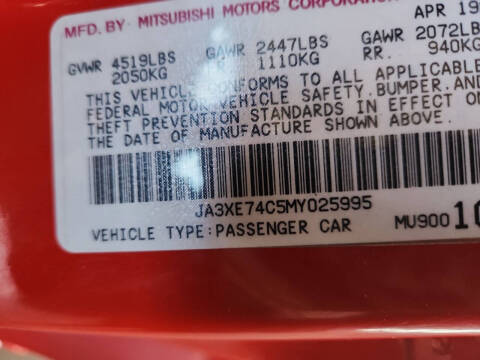 MFD. BY MITSUBISHI MOTORS CORPORATION
APR 19
GVWR 4519LBS GAWR 2447LBS GAWR 2072LB
2050KG 1110KG RR. 940KG
THIS VEHICLE CONFORMS TO ALL APPLICABLE
FEDERAL MOTOR VEHICLE SAFETY,BUMPER,AND
THEFT PREVENTION STANDARDS IN EFFECT ON
THE DATE OF MANUFACTURE SHOWN ABOVE.
JA3XE74C5MY025995
VEHICLE TYPE:PASSENGER CAR MU900 10